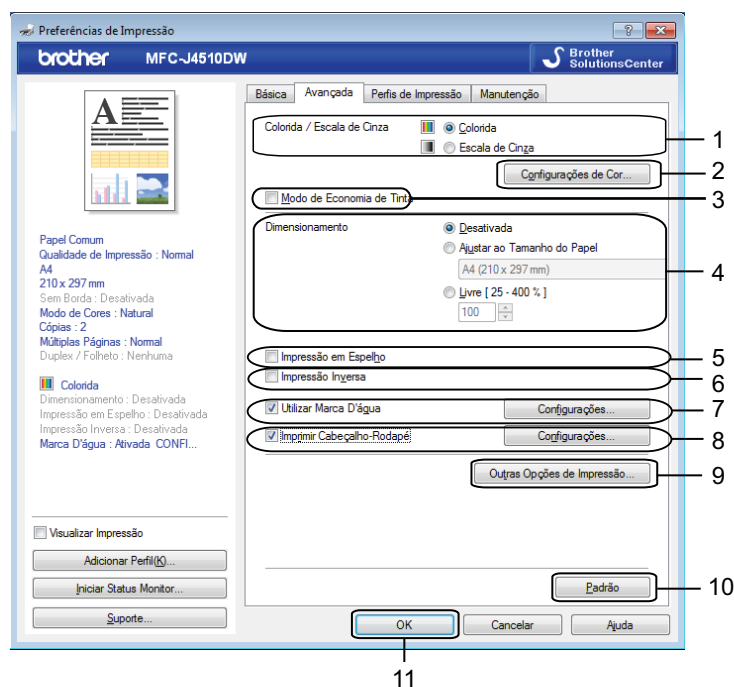 Preferências de Impressão
brother MFC-J4510DW
Brother
SolutionsCenter
Básica Avançada Perfis de Impressão Manutenção
A
Papel Comum
Qualidade de Impressão : Normal
A4
210 x 297 mm
Sem Borda : Desativada
Modo de Cores : Natural
Cópias : 2
Múltiplas Páginas : Normal
Duplex / Folheto : Nenhuma
Colorida
Dimensionamento : Desativada
Impressão em Espelho : Desativada
Impressão Inversa : Desativada
Marca D'água : Ativada CONFI...
Visualizar Impressão
Adicionar Perfil(K)...
Iniciar Status Monitor...
Suporte...
Colorida / Escala de Cinza
Colorida
Escala de Cinza
1
Configurações de Cor...
2
Modo de Economia de Tinta
3
Dimensionamento
Desativada
Ajustar ao Tamanho do Papel
A4 (210 x 297 mm)
Livre [ 25 - 400 % ]
100
4
Impressão em Espelho
5
Impressão Inversa
6
Utilizar Marca D'água Configurações...
7
Imprimir Cabeçalho-Rodapé Configurações...
8
Outras Opções de Impressão...
9
Padrão
10
OK Cancelar Ajuda
11